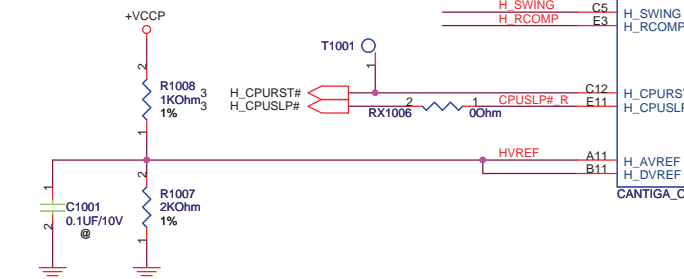 H_SWING
C5
H_SWING
H_RCOMP
E3
H_RCOMP
+VCCP
T1001
1
2
R1008
1KOhm
1%
1
3
H_CPURST#
C12
H_CPURS
3
H_CPUSLP#
2
RX1006
1
0Ohm
CPUSLP#_R
E11
H_CPUSLP
HVREF
A11
H_AVREF
B11
H_DVREF
CANTIGA_C
1
C1001
0.1UF/10V
@
2
2
R1007
2KOhm
1%
1